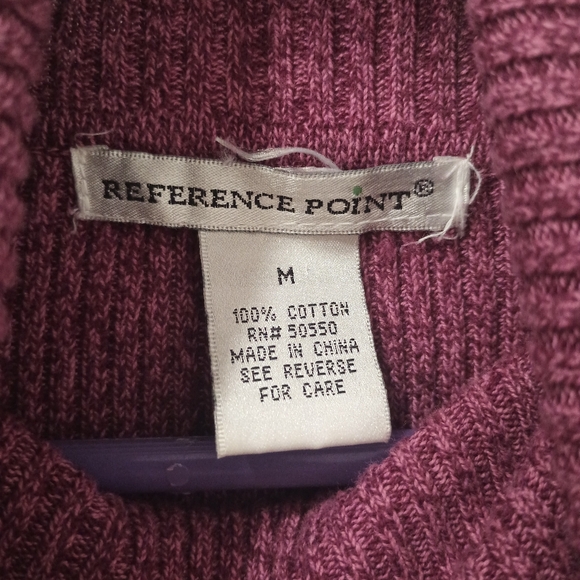 REFERENCE POINT®
M
100% COTTON
RN# 50550
MADE IN CHINA
SEE REVERSE
FOR CARE